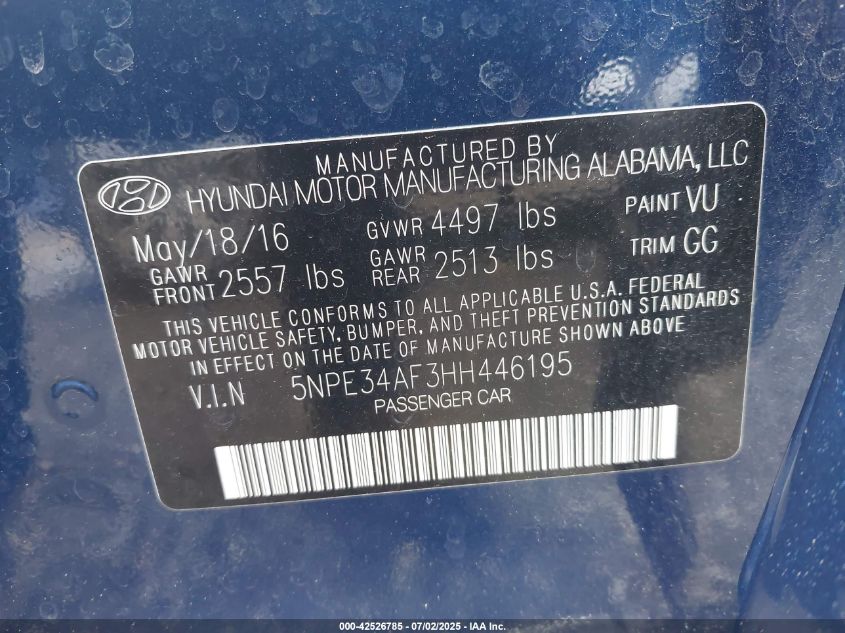 MANUFACTURED BY
HYUNDAI MOTOR MANUFACTURING ALABAMA, LLC
May/18/16 GVWR 4497 lbs PAINT VU
GAWR FRONT 2557 lbs GAWR REAR 2513 lbs TRIM GG
THIS VEHICLE CONFORMS TO ALL APPLICABLE U.S.A. FEDERAL
MOTOR VEHICLE SAFETY, BUMPER, AND THEFT PREVENTION STANDARDS
IN EFFECT ON THE DATE OF MANUFACTURE SHOWN ABOVE
V.I.N 5NPE34AF3HH446195
PASSENGER CAR
000-42526785 - 07/02/2025 - IAA Inc.